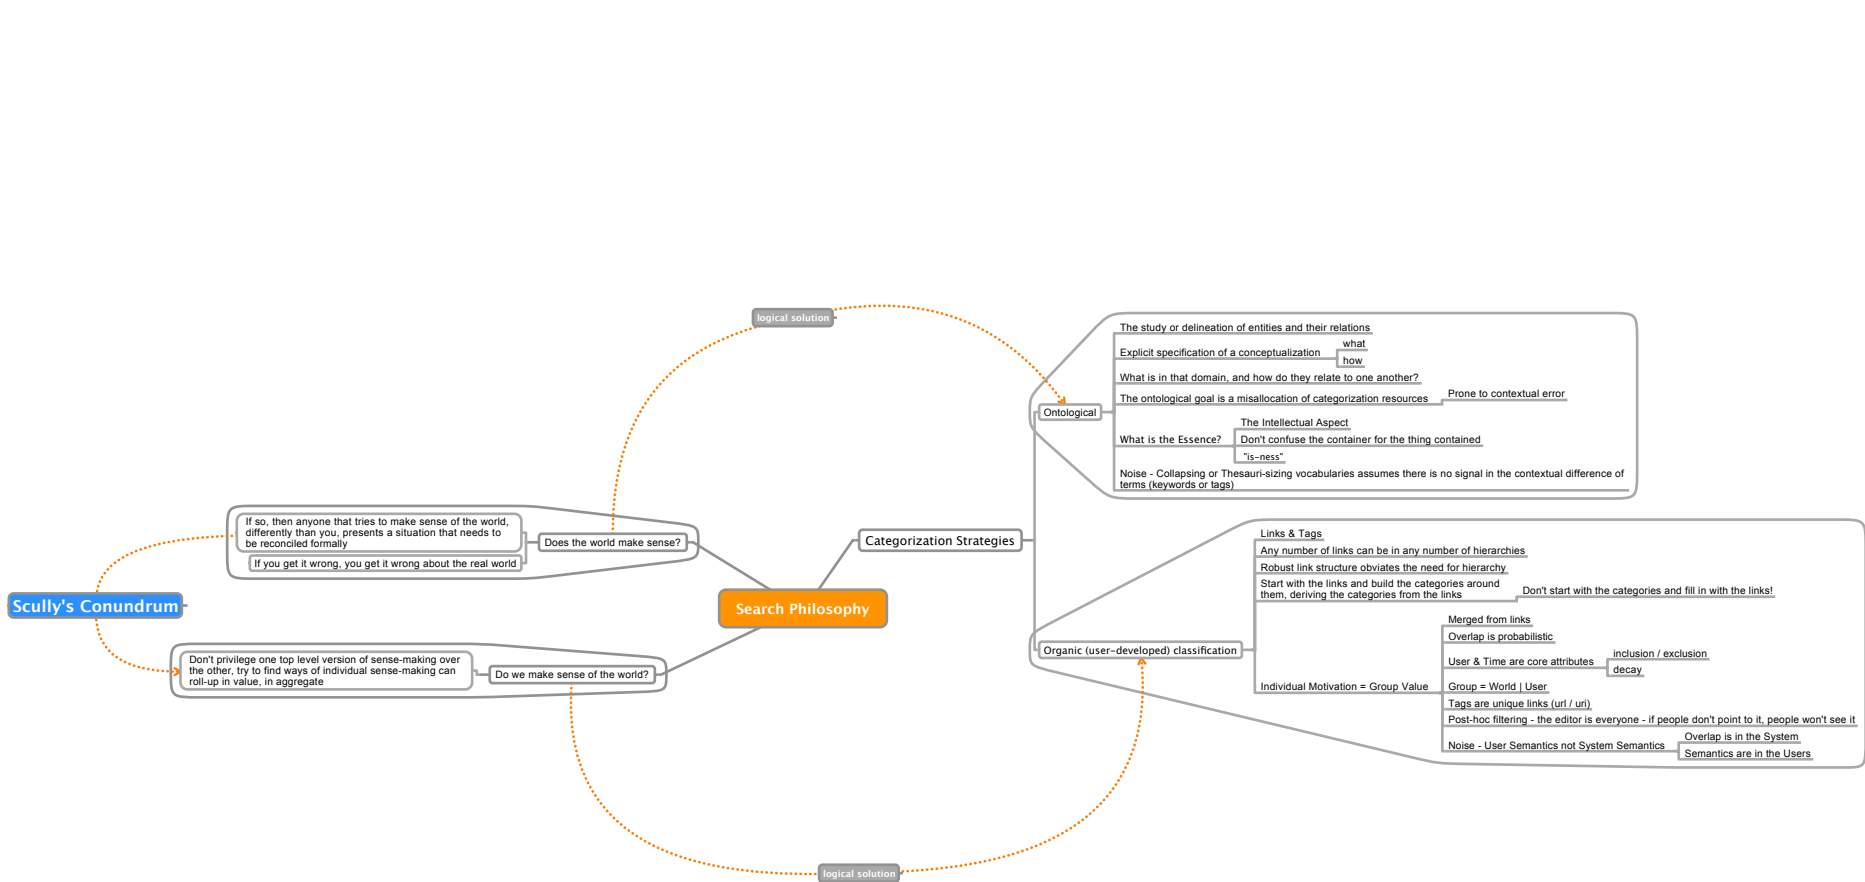 logical solution
The study or delineation of entities and their relations
what
Explicit specification of a conceptualization
how
What is in that domain, and how do they relate to one another?
The ontological goal is a misallocation of categorization resources
Prone to contextual error
Ontological
The Intellectual Aspect
What is the Essence?
Don't confuse the container for the thing contained
"is-ness"
Noise - Collapsing or Thesauri-sizing vocabularies assumes there is no signal in the contextual difference of
terms (keywords or tags)
If so, then anyone that tries to make sense of the world,
differently than you, presents a situation that needs to
be reconciled formally
Does the world make sense?
If you get it wrong, you get it wrong about the real world
Categorization Strategies
Scully's Conundrum
Search Philosophy
Don't privilege one top level version of sense-making over
the other, try to find ways of individual sense-making can
roll-up in value, in aggregate
Do we make sense of the world?
Links & Tags
Any number of links can be in any number of hierarchies
Robust link structure obviates the need for hierarchy
Start with the links and build the categories around
them, deriving the categories from the links
Don't start with the categories and fill in with the links!
Organic (user-developed) classification
Merged from links
Overlap is probabilistic
User & Time are core attributes
inclusion / exclusion
decay
Individual Motivation = Group Value
Group = World | User
Tags are unique links (url / uri)
Post-hoc filtering - the editor is everyone - if people don't point to it, people won't see it
Noise - User Semantics not System Semantics
Overlap is in the System
Semantics are in the Users
logical solution